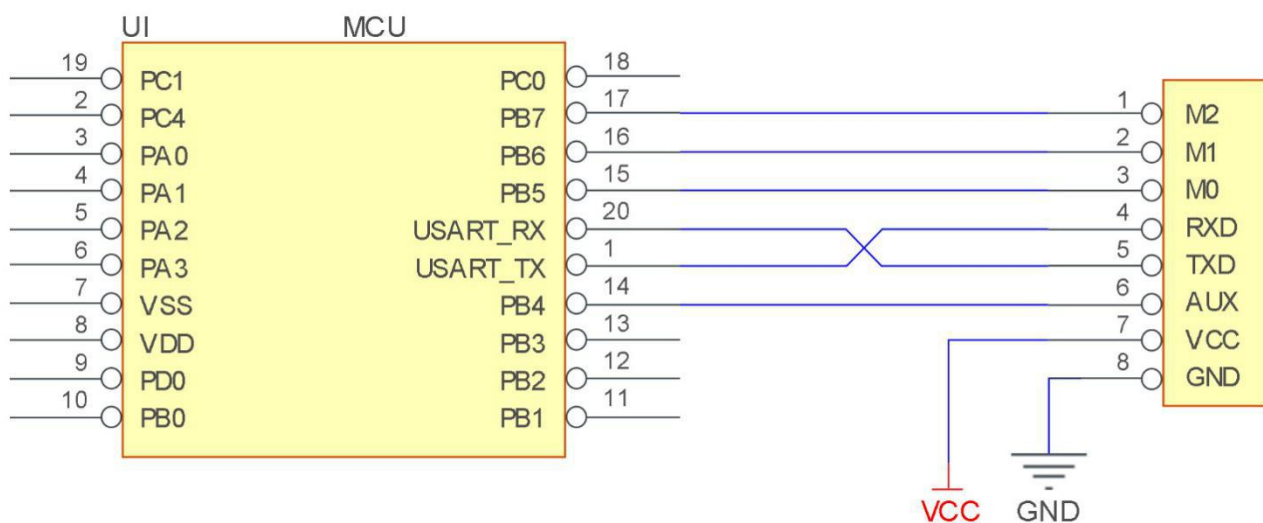 UI MCU
19 PC1 PC0 18
2 PC4 PB7 17 1 M2
3 PA0 PB6 16 2 M1
4 PA1 PB5 15 3 M0
5 PA2 USART_RX 20 4 RXD
6 PA3 USART_TX 1 5 TXD
7 VSS PB4 14 6 AUX
8 VDD PB3 13 7 VCC
9 PD0 PB2 12 8 GND
10 PB0 PB1 11
VCC GND